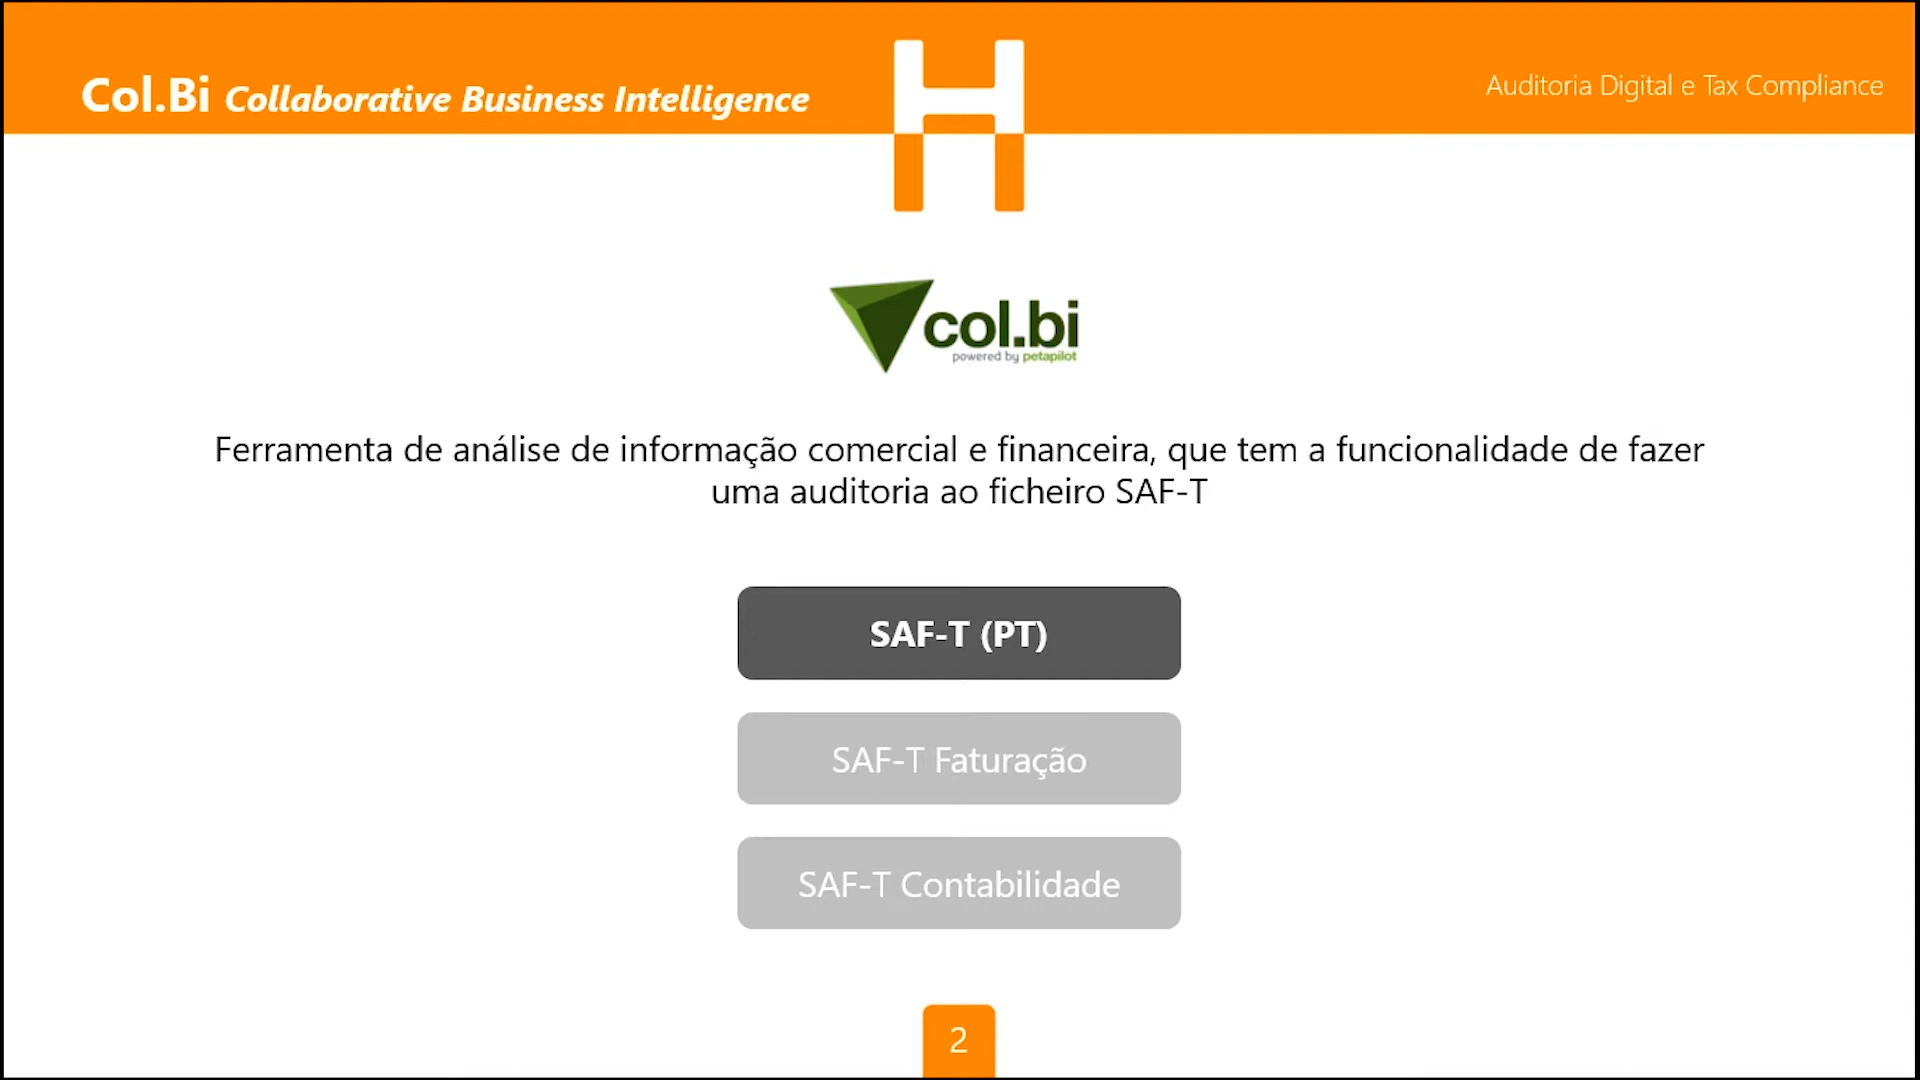 Col.Bi Collaborative Business Intelligence
Auditoria Digital e Tax Compliance
H
col.bi
powered by petapilot
Ferramenta de análise de informação comercial e financeira, que tem a funcionalidade de fazer
uma auditoria ao ficheiro SAF-T
SAF-T (PT)
SAF-T Faturação
SAF-T Contabilidade
2